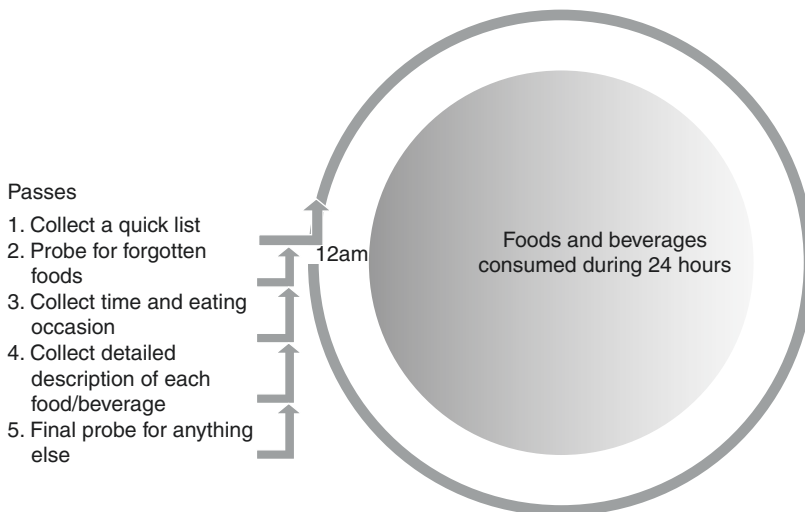 Passes
1. Collect a quick list
2. Probe for forgotten
foods
3. Collect time and eating
occasion
4. Collect detailed
description of each
food/beverage
5. Final probe for anything
else
12am
Foods and beverages
consumed during 24 hours